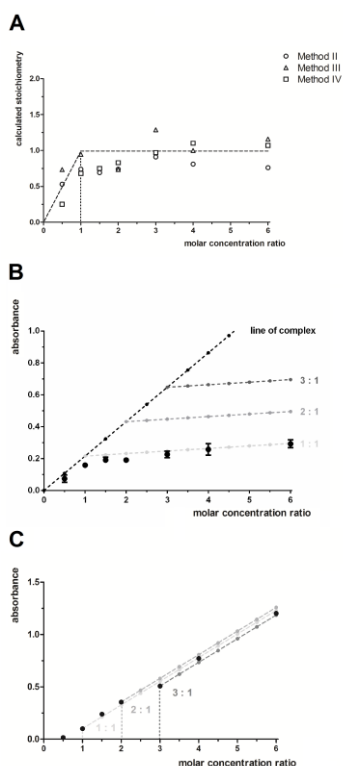 A
Method II
Method III
Method IV
calculated stoichiometry
2.0
1.5
1.0
0.5
0.0
0 1 2 3 4 5 6
molar concentration ratio
B
absorbance
line of complex
1.0
0.8
0.6
0.4
0.2
0.0
3 : 1
2 : 1
1 : 1
0 1 2 3 4 5 6
molar concentration ratio
C
absorbance
1.5
1.0
0.5
0.0
3 : 1
2 : 1
1 : 1
0 1 2 3 4 5 6
molar concentration ratio